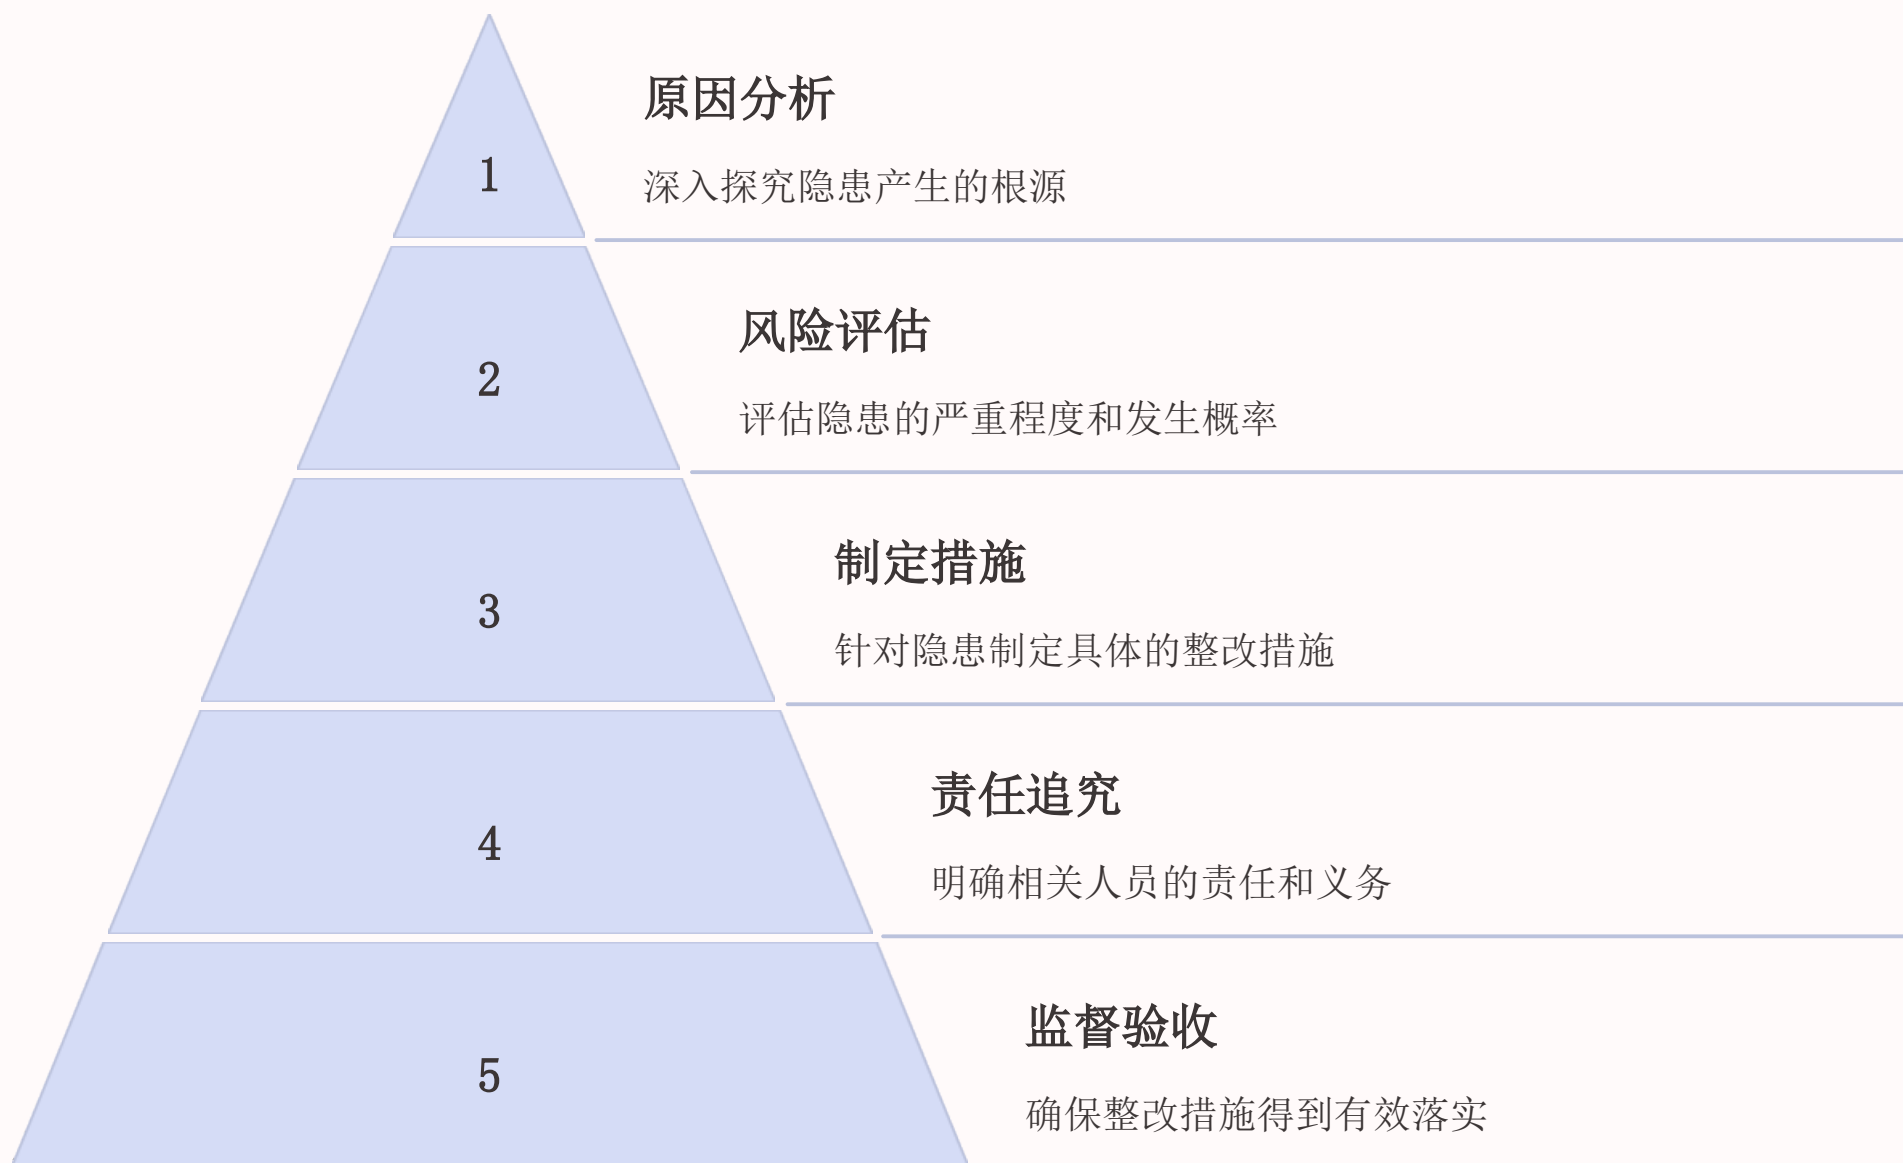 原因分析
1
深入探究隐患产生的根源
风险评估
2
评估隐患的严重程度和发生概率
制定措施
3
针对隐患制定具体的整改措施
责任追究
4
明确相关人员的责任和义务
监督验收
5
确保整改措施得到有效落实